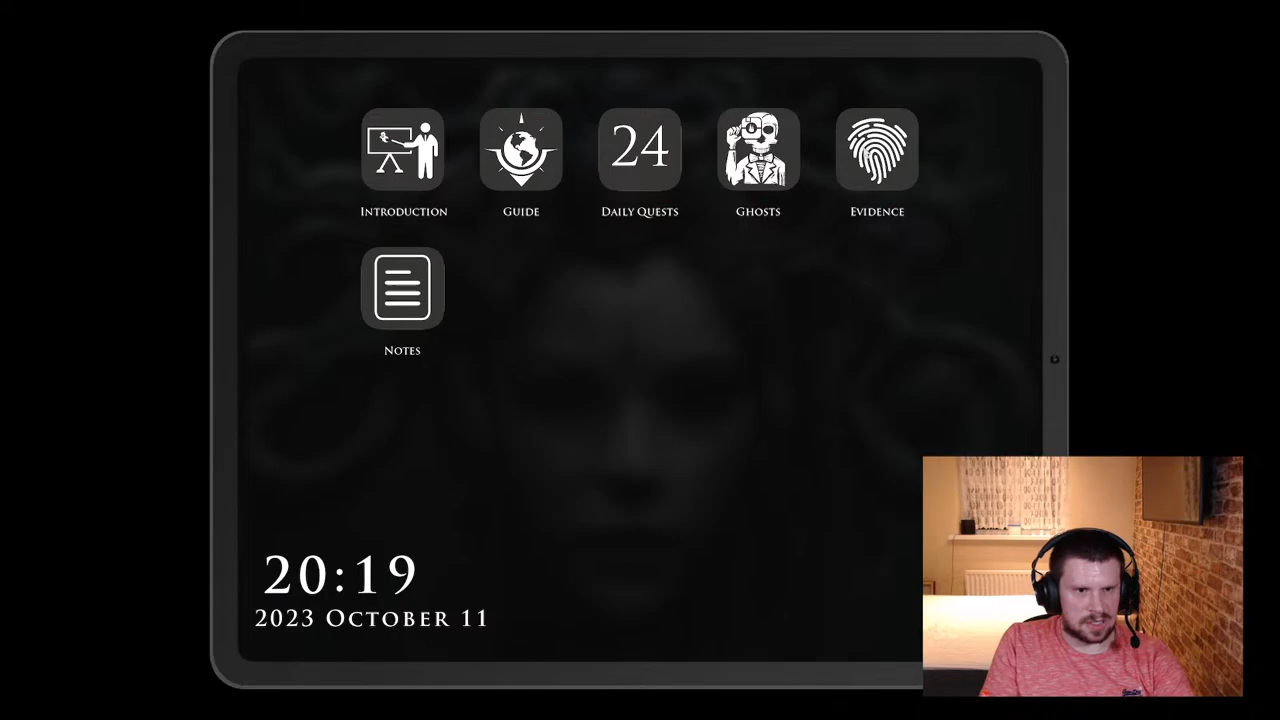 24
INTRODUCTION
GUIDE
DAILY QUESTS
GHOSTS
EVIDENCE
NOTES
20:19
2023 OCTOBER 11